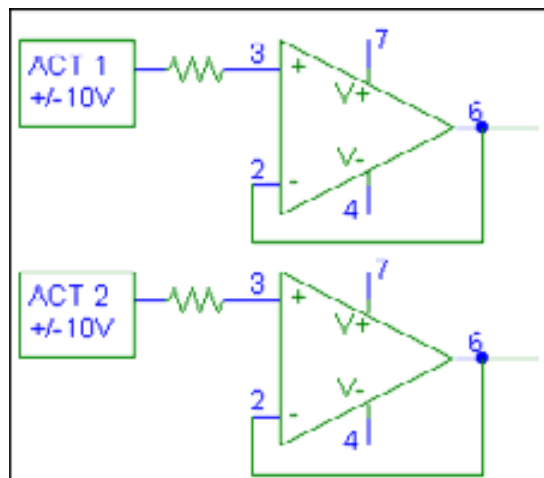 7
ACT 1
+/-10V
3
+
V+
6
V-
2
-
4
7
ACT 2
+/-10V
3
+
V+
6
V-
2
-
4